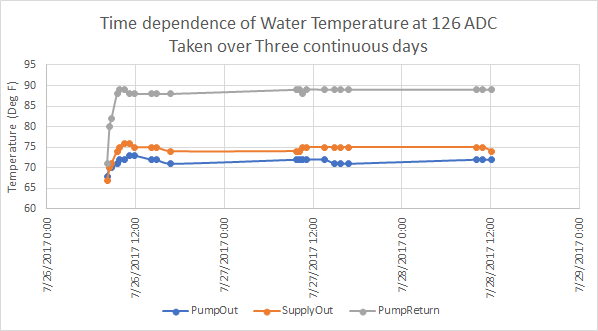 Time dependence of Water Temperature at 126 ADC
Taken over Three continuous days
Temperature (Deg F)
95
90
85
80
75
70
65
60
7/26/2017 0:00
7/26/2017 12:00
7/27/2017 0:00
7/27/2017 12:00
7/28/2017 0:00
7/28/2017 12:00
7/29/2017 0:00
PumpOut
SupplyOut
PumpReturn